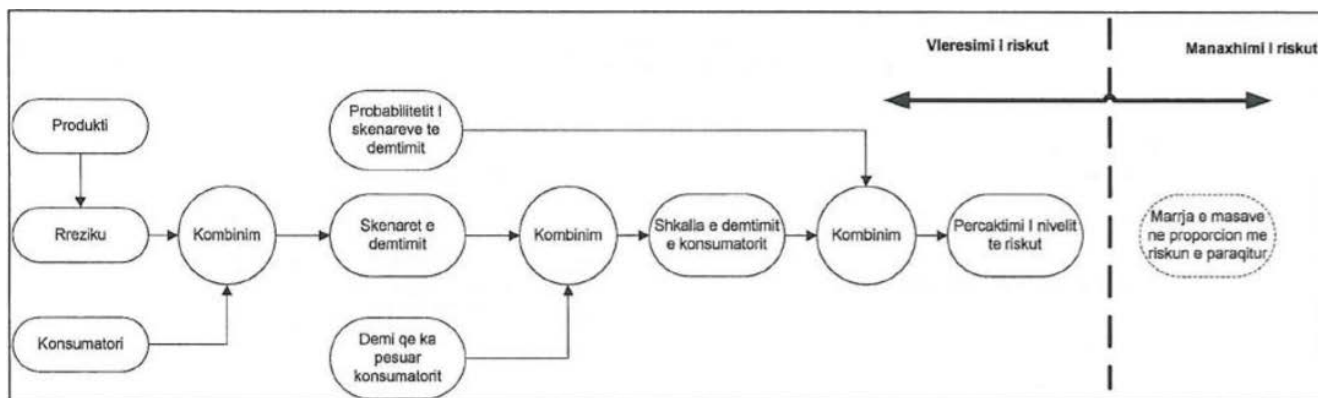 Vleresimi I riskut
Manaxhimi I riskut
Produkti
Probabilitetit I
skenareve te
demtimit
Rreziku
Kombinim
Skenaret e
demtimit
Kombinim
Shkalla e demtimit
e konsumatorit
Kombinim
Percaktimi I nivelit
te riskut
Marrja e masave
ne proporcion me
riskun e paraqitur
Konsumatori
Demi qe ka
pesuar
konsumatorit